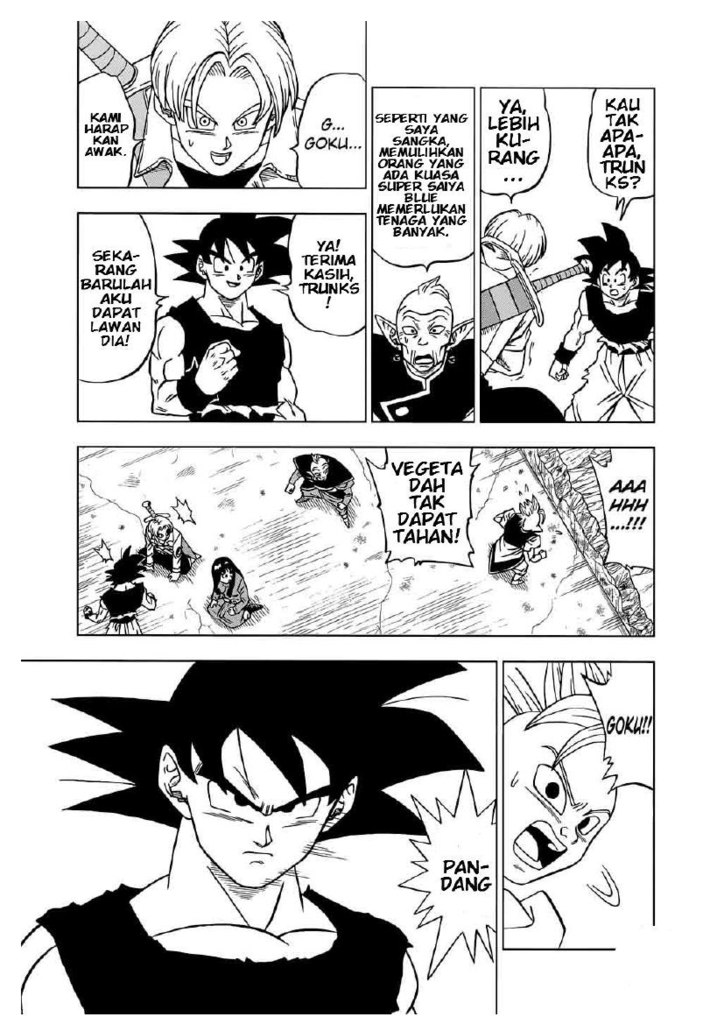 KAU
TAK
APA-
APA,
TRUN
KS?
YA,
LEBIH
KU-
RANG
...
SEPERTI YANG
SAYA
SANGKA,
MEMULIHKAN
ORANG YANG
ADA KUASA
SUPER SAIYA
BLUE
MEMERLUKAN
TENAGA YANG
BANYAK.
G...
GOKU...
KAMI
HARAP
KAN
AWAK.
YA!
TERIMA
KASIH,
TRUNKS
!
SEKA-
RANG
BARULAH
AKU
DAPAT
LAWAN
DIA!
AAA
HHH
...!!!
VEGETA
DAH
TAK
DAPAT
TAHAN!
GOKU!!
PAN-
DANG